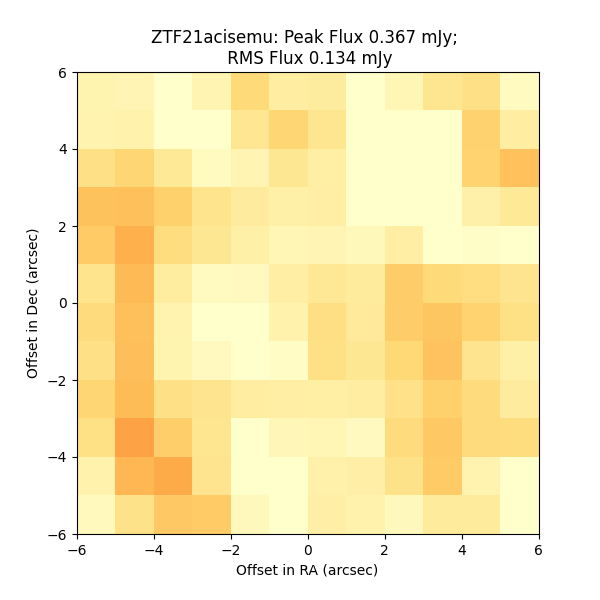 ZTF21acisemu: Peak Flux 0.367 mJy;
RMS Flux 0.134 mJy
6
4
2
0
−2
−4
−6
Offset in Dec (arcsec)
−6 −4 −2 0 2 4 6
Offset in RA (arcsec)